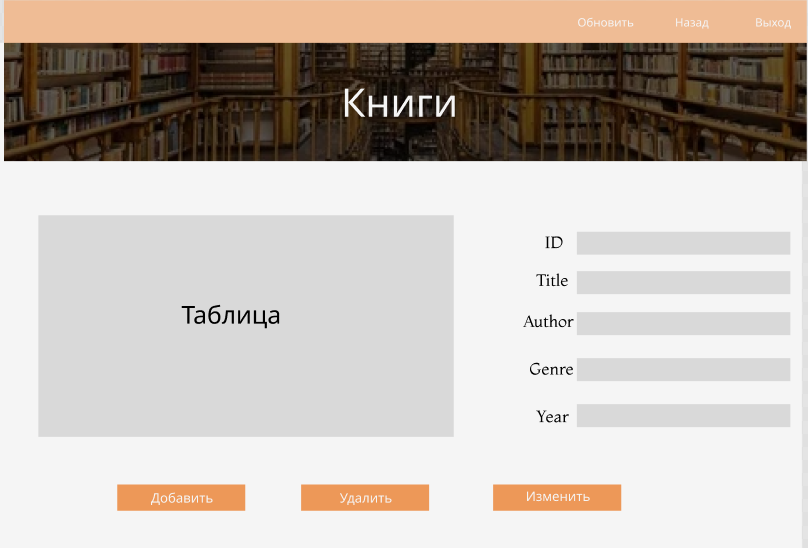 Обновить Назад Выход
Книги
Таблица
ID
Title
Author
Genre
Year
Добавить Удалить Изменить